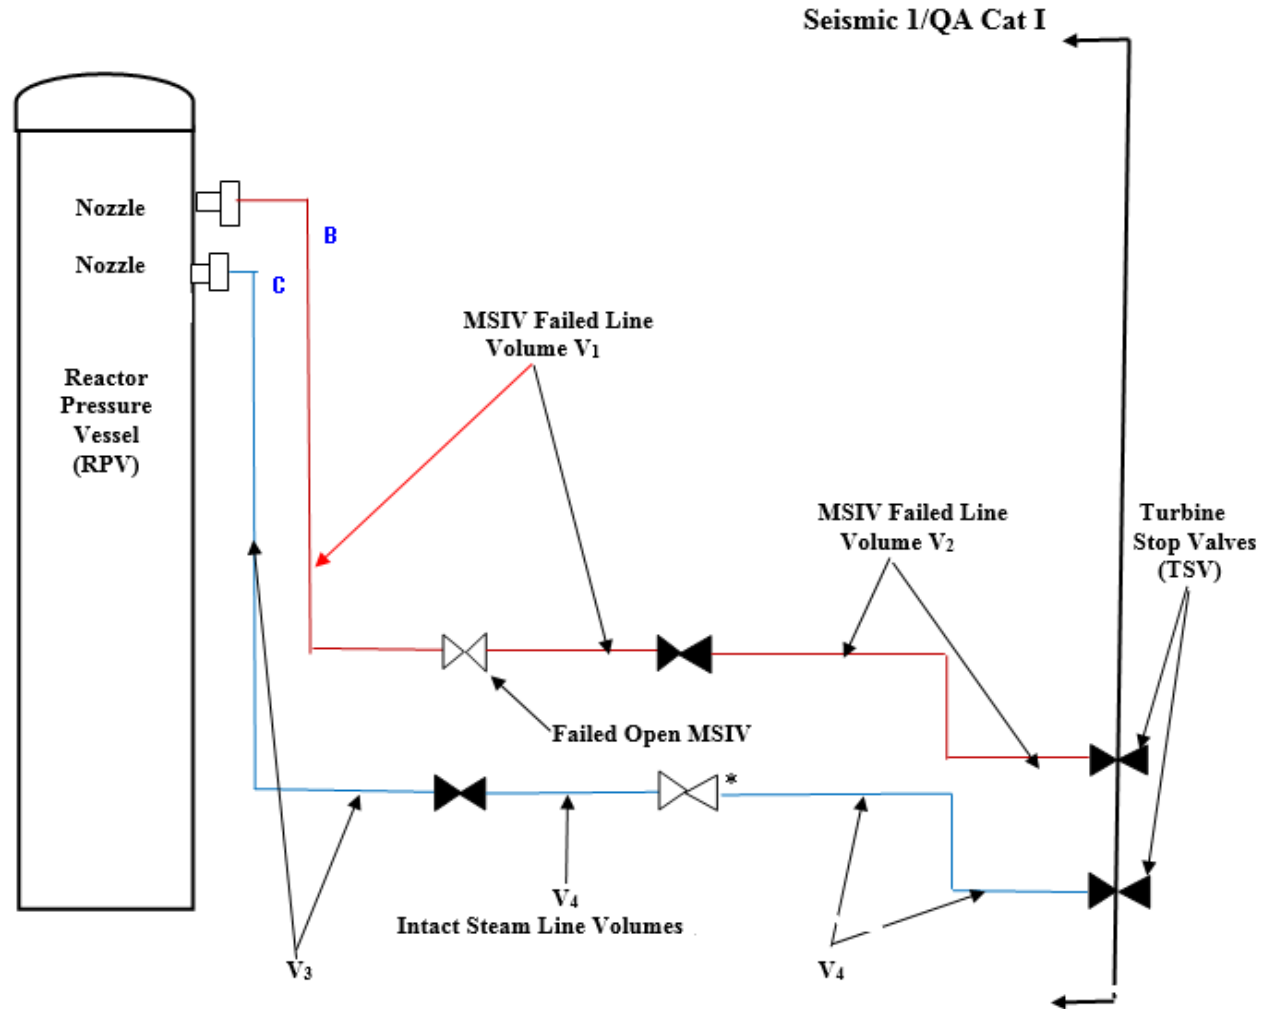 Seismic 1/QA Cat I
Nozzle
B
Nozzle
C
MSIV Failed Line
Volume V1
Reactor
Pressure
Vessel
(RPV)
MSIV Failed Line
Volume V2
Turbine
Stop Valves
(TSV)
Failed Open MSIV
*
V4
Intact Steam Line Volumes
V3
V4